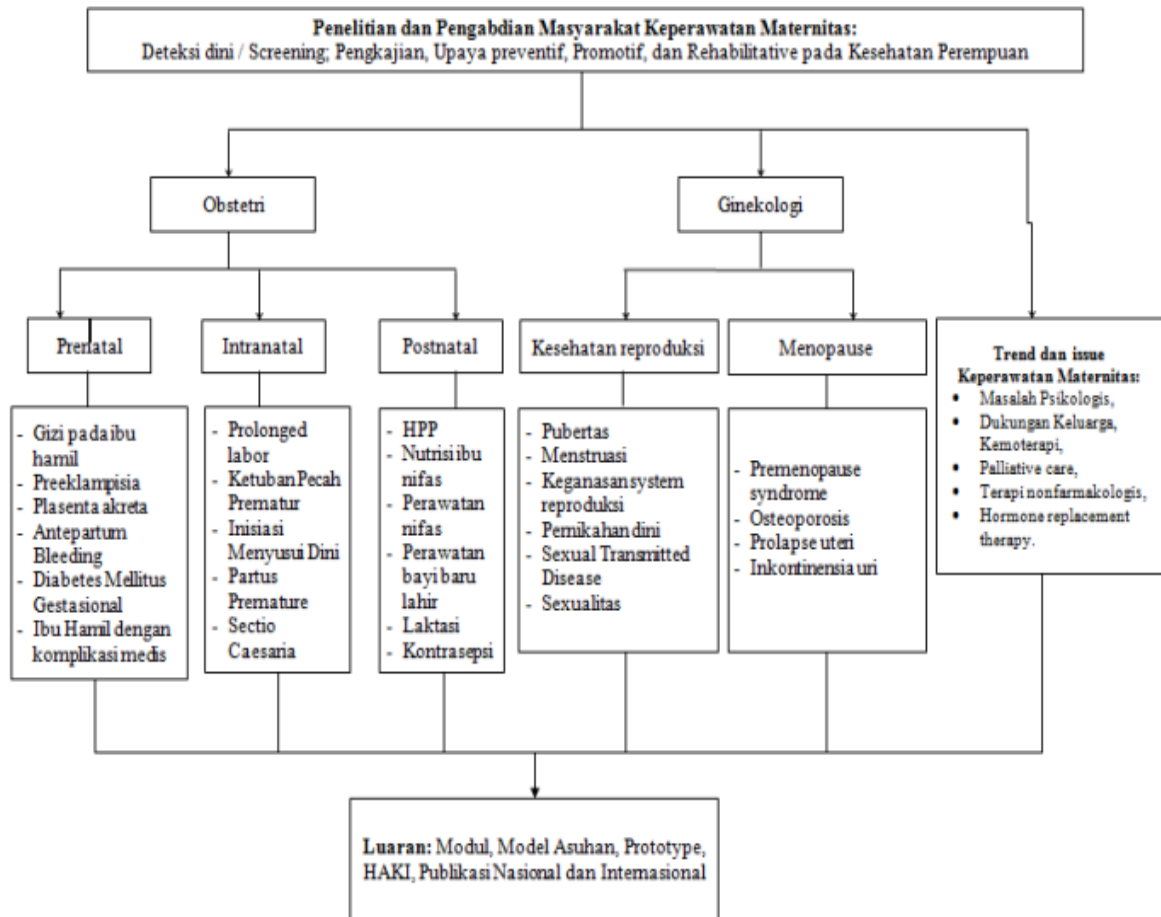 Penelitian dan Pengabdian Masyarakat Keperawatan Maternitas:
Deteksi dini / Screening; Pengkajian, Upaya preventif, Promotif, dan Rehabilitative pada Kesehatan Perempuan
Obstetri
Ginekologi
Prenatal
Intranatal
Postnatal
Kesehatan reproduksi
Menopause
- Gizi pada ibu
hamil
- Preeklampisia
- Plasenta akreta
- Antepartum
Bleeding
- Diabetes Mellitus
Gestasional
- Ibu Hamil dengan
komplikasi medis
- Prolonged
labor
- Ketuban Pecah
Prematur
- Inisiasi
Menyusui Dini
- Partus
Premature
- Sectio
Caesaria
- HPP
- Nutrisi ibu
nifas
- Perawatan
nifas
- Perawatan
bayi baru
lahir
- Laktasi
- Kontrasepsi
- Pubertas
- Menstruasi
- Keganasan system
reproduksi
- Pernikahan dini
- Sexual Transmitted
Disease
- Sexualitas
- Premenopause
syndrome
- Osteoporosis
- Prolapse uteri
- Inkontinensia uri
Trend dan issue
Keperawatan Maternitas:
• Masalah Psikologis,
• Dukungan Keluarga,
Kemoterapi,
• Palliative care,
• Terapi nonfarmakologis,
• Hormone replacement
therapy.
Luaran: Modul, Model Asuhan, Prototype,
HAKI, Publikasi Nasional dan Internasional